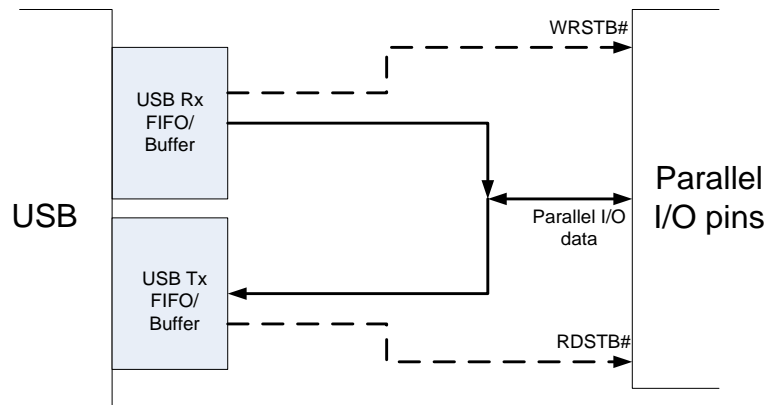 WRSTB#
USB Rx
FIFO/
Buffer
USB
Parallel
I/O pins
Parallel I/O
data
USB Tx
FIFO/
Buffer
RDSTB#